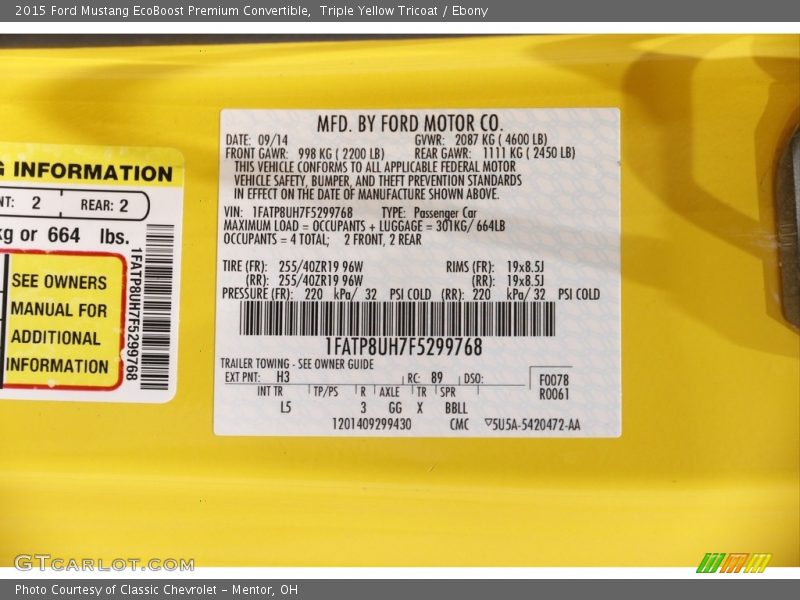 2015 Ford Mustang EcoBoost Premium Convertible, Triple Yellow Tricoat / Ebony
G INFORMATION
NT: 2 REAR: 2
kg or 664 lbs.
SEE OWNERS
MANUAL FOR
ADDITIONAL
INFORMATION
1FATP8UH7F5299768
MFD. BY FORD MOTOR CO.
DATE: 09/14 GVWR: 2087 KG ( 4600 LB)
FRONT GAWR: 998 KG ( 2200 LB) REAR GAWR: 1111 KG ( 2450 LB)
THIS VEHICLE CONFORMS TO ALL APPLICABLE FEDERAL MOTOR
VEHICLE SAFETY, BUMPER, AND THEFT PREVENTION STANDARDS
IN EFFECT ON THE DATE OF MANUFACTURE SHOWN ABOVE.
VIN: 1FATP8UH7F5299768 TYPE: Passenger Car
MAXIMUM LOAD = OCCUPANTS + LUGGAGE = 301KG/ 664LB
OCCUPANTS = 4 TOTAL; 2 FRONT, 2 REAR
TIRE (FR): 255/40ZR19 96W RIMS (FR): 19x8.5J
(RR): 255/40ZR19 96W (RR): 19x8.5J
PRESSURE (FR): 220 kPa/ 32 PSI COLD (RR): 220 kPa/ 32 PSI COLD
1FATP8UH7F5299768
TRAILER TOWING - SEE OWNER GUIDE
EXT PNT: H3 RC: 89 DSO: F0078
R0061
INT TR TP/PS R AXLE TR SPR
L5 3 GG X BBLL
1201409299430 CMC ▽5U5A-5420472-AA
GTCARLOT.COM
Photo Courtesy of Classic Chevrolet - Mentor, OH